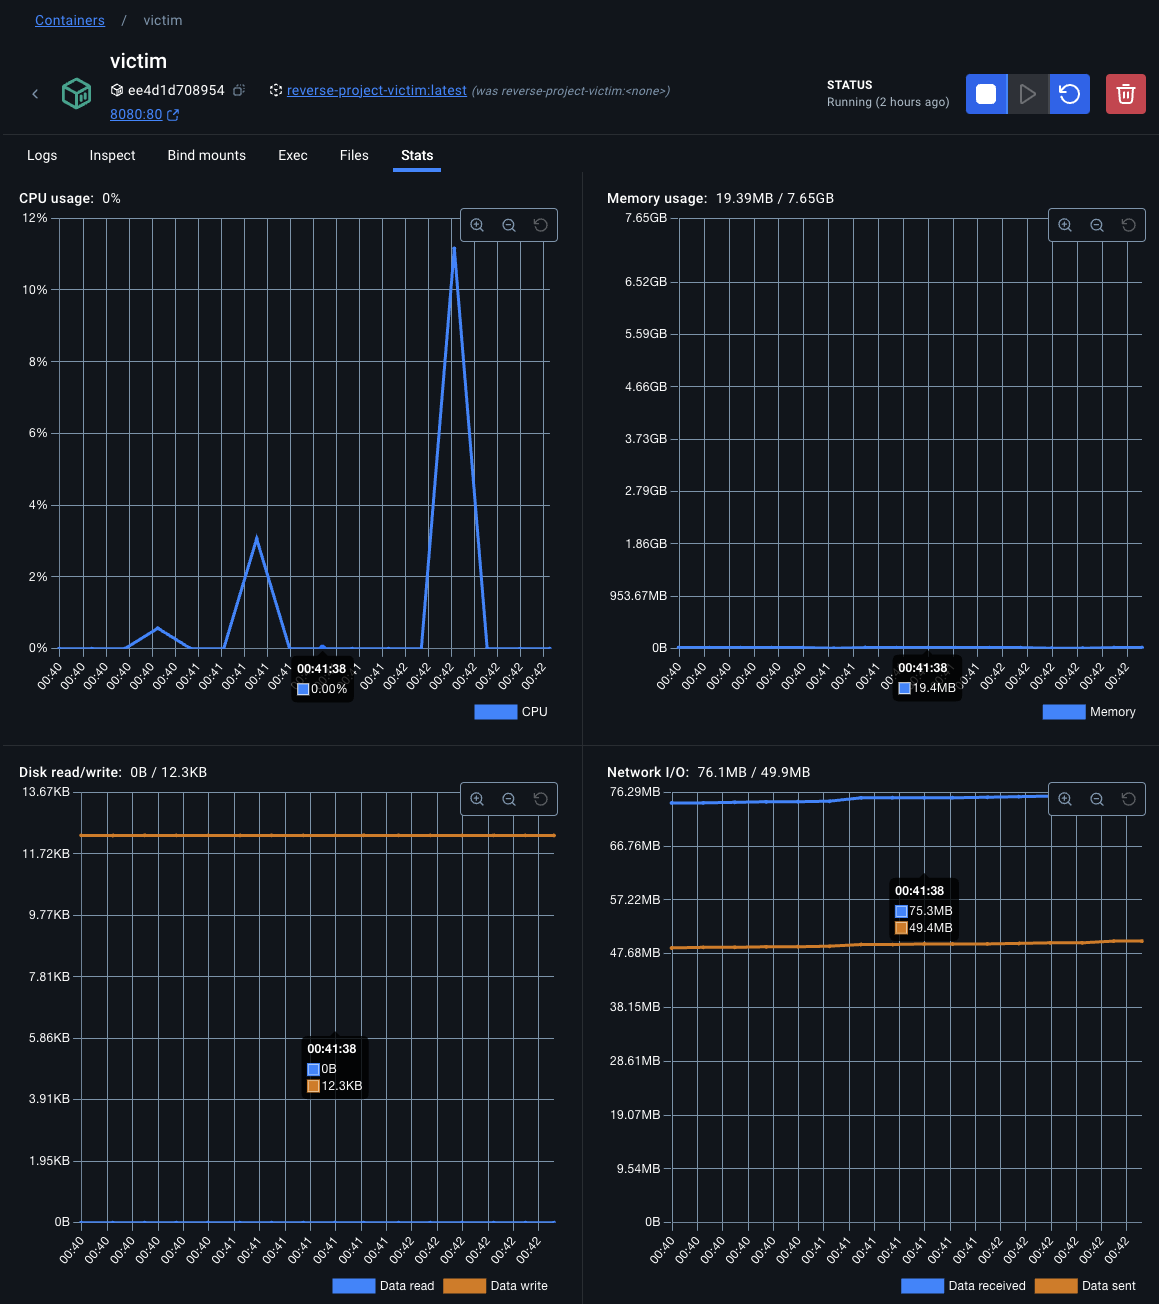 Containers / victim
victim
ee4d1d708954 reverse-project-victim:latest (was reverse-project-victim:<none>)
8080:80
STATUS
Running (2 hours ago)
Logs Inspect Bind mounts Exec Files Stats
CPU usage: 0%
12%
10%
8%
6%
4%
2%
0%
00:40 00:40 00:40 00:40 00:40 00:40 00:41 00:41 00:41 00:41 00:41 00:41 00:42 00:42 00:42 00:42 00:42 00:42 00:42
00:41:38
0.00%
CPU
Memory usage: 19.39MB / 7.65GB
7.65GB
6.52GB
5.59GB
4.66GB
3.73GB
2.79GB
1.86GB
953.67MB
0B
00:40 00:40 00:40 00:40 00:40 00:40 00:41 00:41 00:41 00:41 00:42 00:42 00:42 00:42 00:42 00:42
00:41:38
19.4MB
Memory
Disk read/write: 0B / 12.3KB
13.67KB
11.72KB
9.77KB
7.81KB
5.86KB
3.91KB
1.95KB
0B
00:40 00:40 00:40 00:40 00:40 00:40 00:41 00:41 00:41 00:41 00:41 00:41 00:41 00:42 00:42 00:42 00:42 00:42 00:42
00:41:38
0B
12.3KB
Data read Data write
Network I/O: 76.1MB / 49.9MB
76.29MB
66.76MB
57.22MB
47.68MB
38.15MB
28.61MB
19.07MB
9.54MB
0B
00:40 00:40 00:40 00:40 00:40 00:40 00:41 00:41 00:41 00:41 00:41 00:41 00:41 00:42 00:42 00:42 00:42 00:42 00:42
00:41:38
75.3MB
49.4MB
Data received Data sent